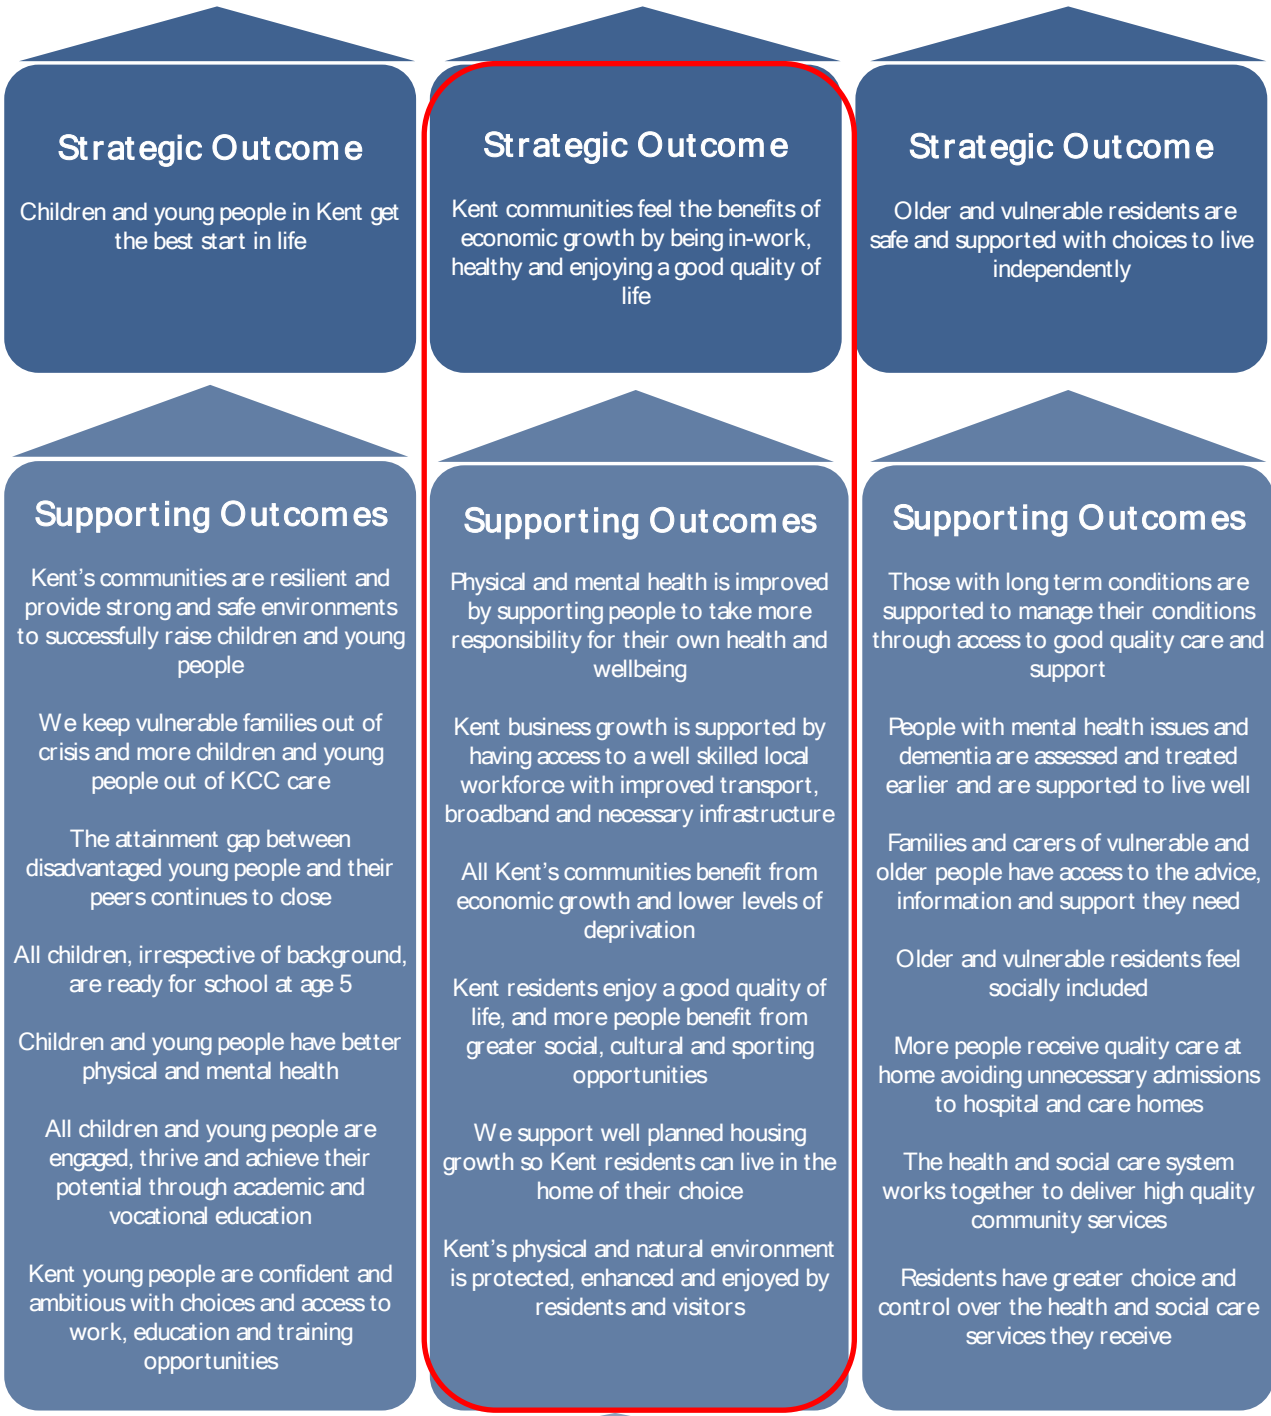 Strategic Outcome
Children and young people in Kent get
the best start in life
Strategic Outcome
Kent communities feel the benefits of
economic growth by being in-work,
healthy and enjoying a good quality of
life
Strategic Outcome
Older and vulnerable residents are
safe and supported with choices to live
independently
Supporting Outcomes
Kent’s communities are resilient and
provide strong and safe environments
to successfully raise children and young
people
We keep vulnerable families out of
crisis and more children and young
people out of KCC care
The attainment gap between
disadvantaged young people and their
peers continues to close
All children, irrespective of background,
are ready for school at age 5
Children and young people have better
physical and mental health
All children and young people are
engaged, thrive and achieve their
potential through academic and
vocational education
Kent young people are confident and
ambitious with choices and access to
work, education and training
opportunities
Supporting Outcomes
Physical and mental health is improved
by supporting people to take more
responsibility for their own health and
wellbeing
Kent business growth is supported by
having access to a well skilled local
workforce with improved transport,
broadband and necessary infrastructure
All Kent’s communities benefit from
economic growth and lower levels of
deprivation
Kent residents enjoy a good quality of
life, and more people benefit from
greater social, cultural and sporting
opportunities
We support well planned housing
growth so Kent residents can live in the
home of their choice
Kent’s physical and natural environment
is protected, enhanced and enjoyed by
residents and visitors
Supporting Outcomes
Those with long term conditions are
supported to manage their conditions
through access to good quality care and
support
People with mental health issues and
dementia are assessed and treated
earlier and are supported to live well
Families and carers of vulnerable and
older people have access to the advice,
information and support they need
Older and vulnerable residents feel
socially included
More people receive quality care at
home avoiding unnecessary admissions
to hospital and care homes
The health and social care system
works together to deliver high quality
community services
Residents have greater choice and
control over the health and social care
services they receive